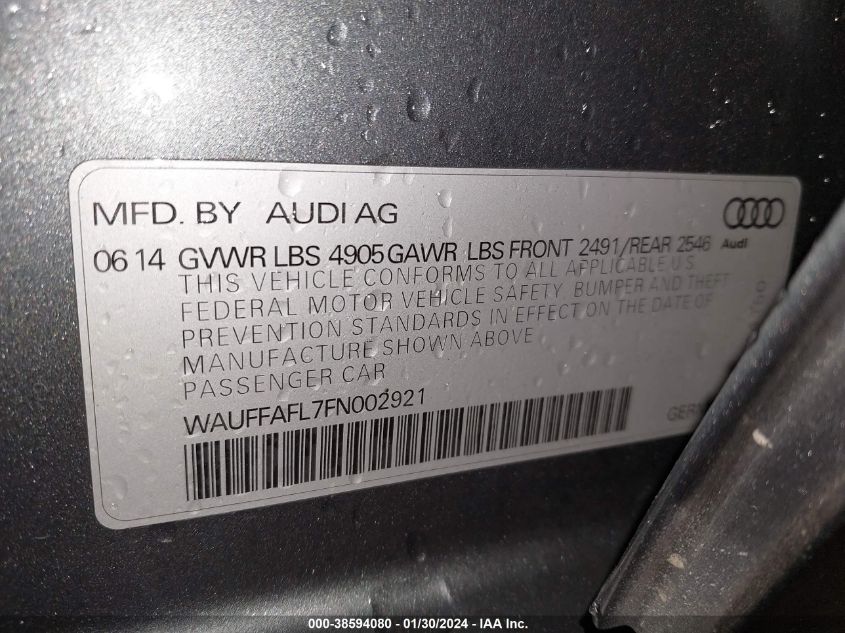 MFD. BY AUDI AG
Audi
06 14 GVWR LBS 4905 GAWR LBS FRONT 2491/REAR 2546
THIS VEHICLE CONFORMS TO ALL APPLICABLE U.S.
FEDERAL MOTOR VEHICLE SAFETY, BUMPER AND THEFT
PREVENTION STANDARDS IN EFFECT ON THE DATE OF
MANUFACTURE SHOWN ABOVE
PASSENGER CAR
WAUFFAFL7FN002921
000-38594080 - 01/30/2024 - IAA Inc.